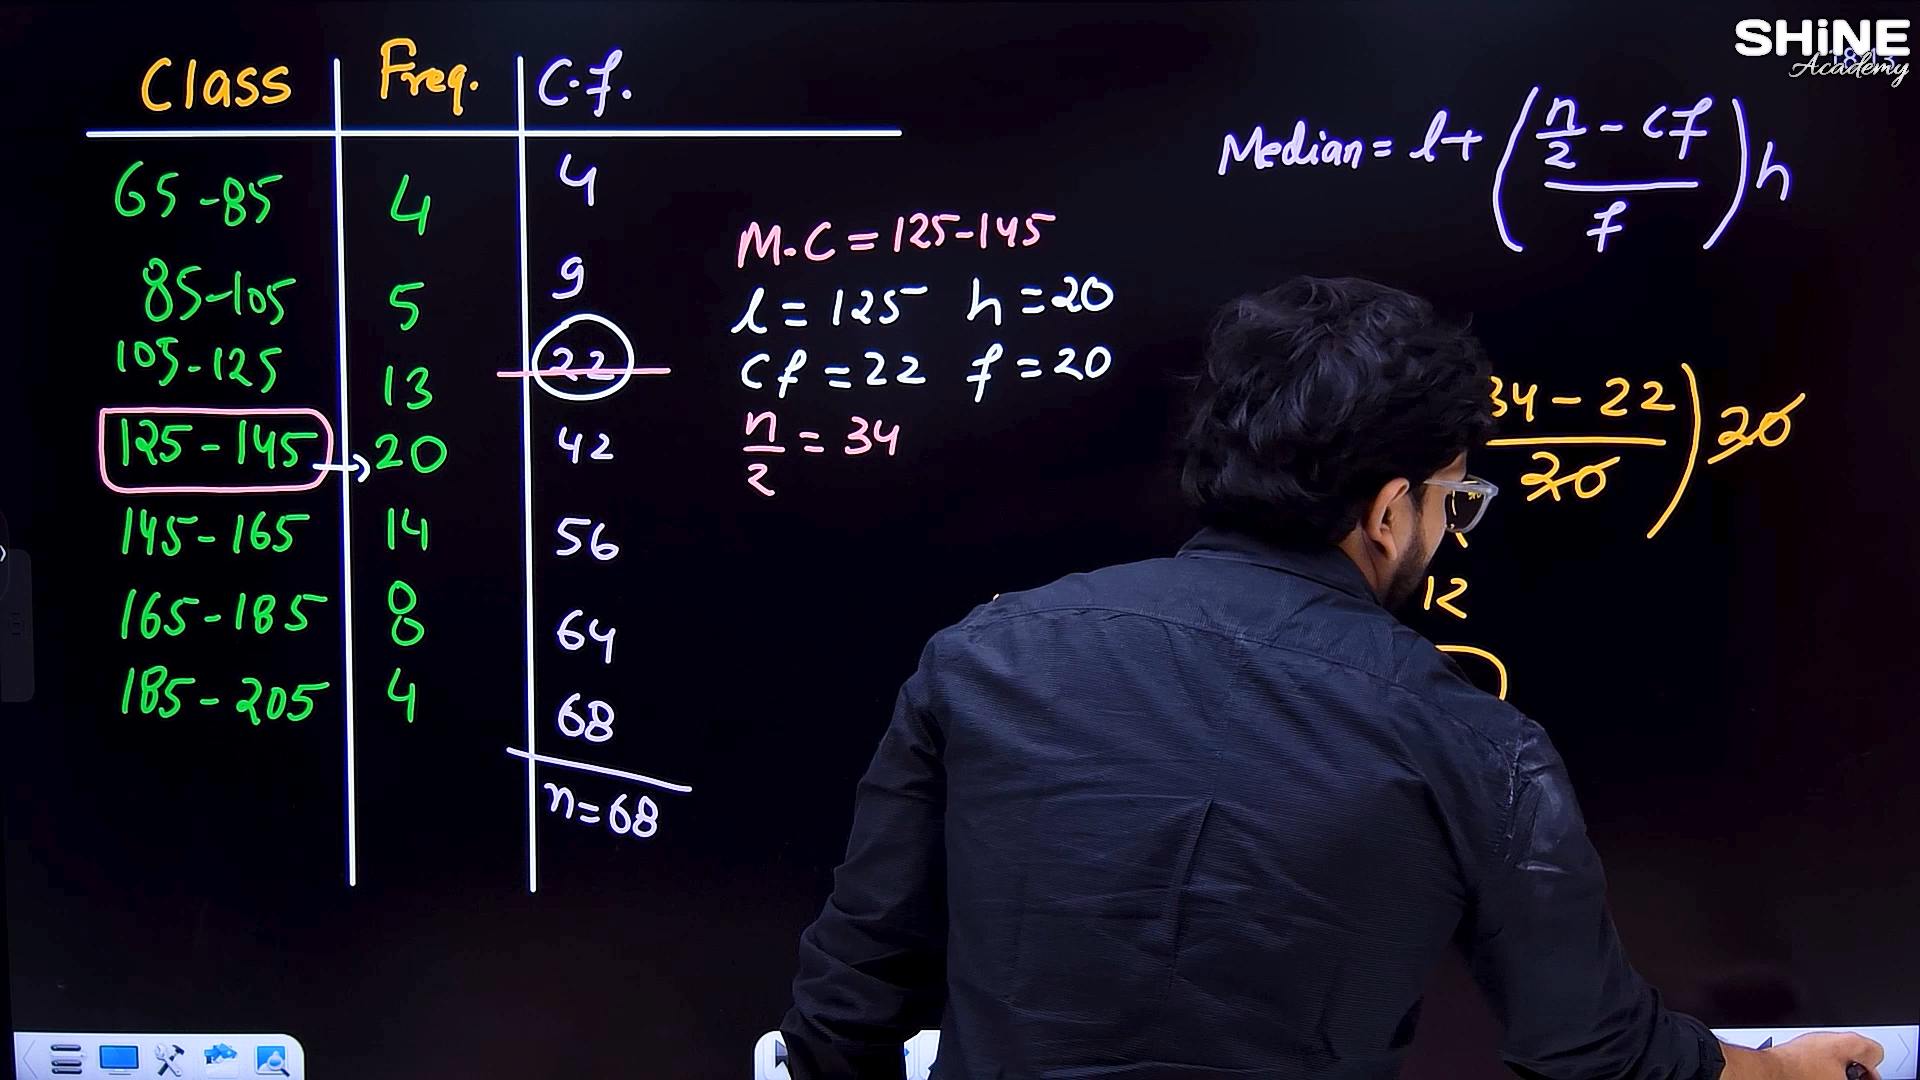 SHiNE
Academy
Class Freq. C.f.
65-85 4 4
85-105 5 9
105-125 13 22
125-145 20 42
145-165 14 56
165-185 8 64
185-205 4 68
n=68
M.C = 125-145
l = 125 h = 20
Cf = 22 f = 20
n/2 = 34
Median = l + ( (n/2 - cf) / f ) h
34 - 22 / 20 ) 20
12